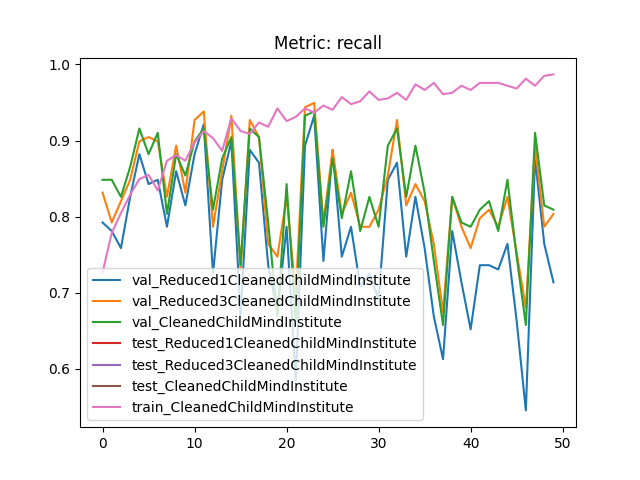 Metric: recall
1.0
0.9
0.8
0.7
0.6
val_Reduced1CleanedChildMindInstitute
val_Reduced3CleanedChildMindInstitute
val_CleanedChildMindInstitute
test_Reduced1CleanedChildMindInstitute
test_Reduced3CleanedChildMindInstitute
test_CleanedChildMindInstitute
train_CleanedChildMindInstitute
0 10 20 30 40 50